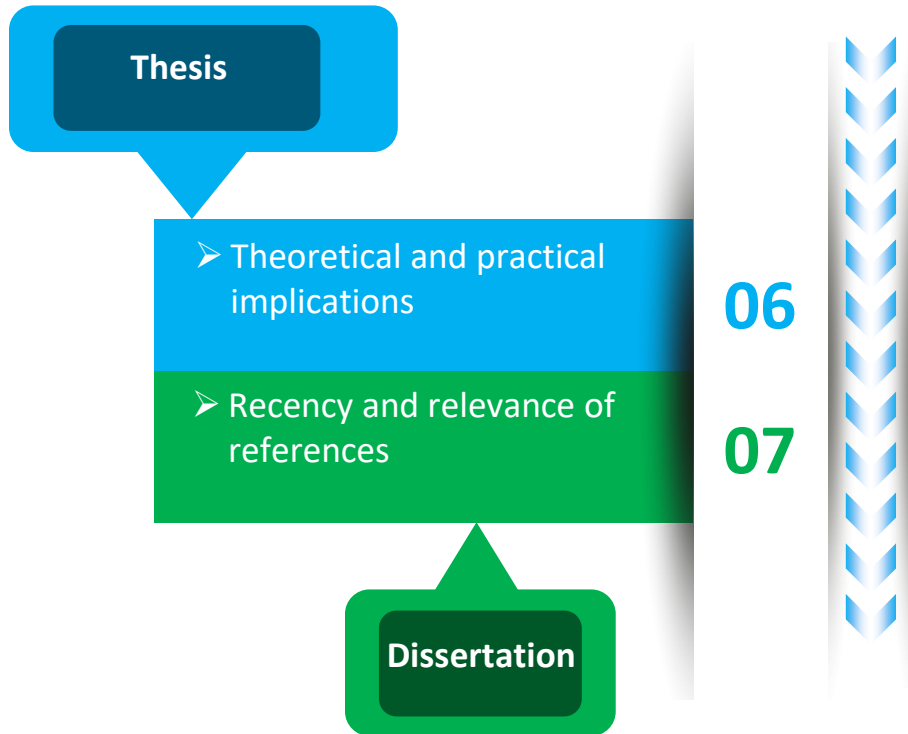 Thesis
➢ Theoretical and practical
implications
06
➢ Recency and relevance of
references
07
Dissertation